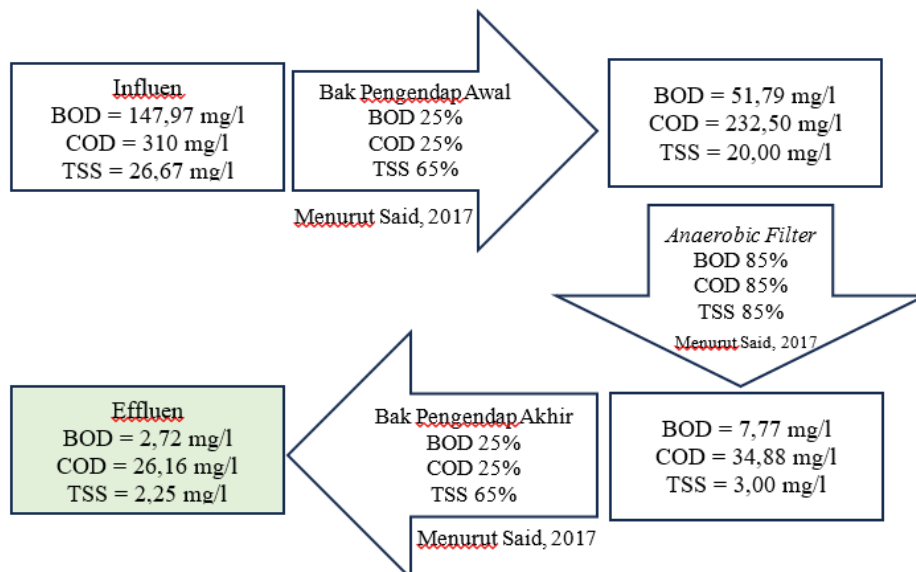 Influen
BOD = 147,97 mg/l
COD = 310 mg/l
TSS = 26,67 mg/l
Bak Pengendap Awal
BOD 25%
COD 25%
TSS 65%
Menurut Said, 2017
BOD = 51,79 mg/l
COD = 232,50 mg/l
TSS = 20,00 mg/l
Anaerobic Filter
BOD 85%
COD 85%
TSS 85%
Menurut Said, 2017
BOD = 7,77 mg/l
COD = 34,88 mg/l
TSS = 3,00 mg/l
Bak Pengendap Akhir
BOD 25%
COD 25%
TSS 65%
Menurut Said, 2017
Effluen
BOD = 2,72 mg/l
COD = 26,16 mg/l
TSS = 2,25 mg/l